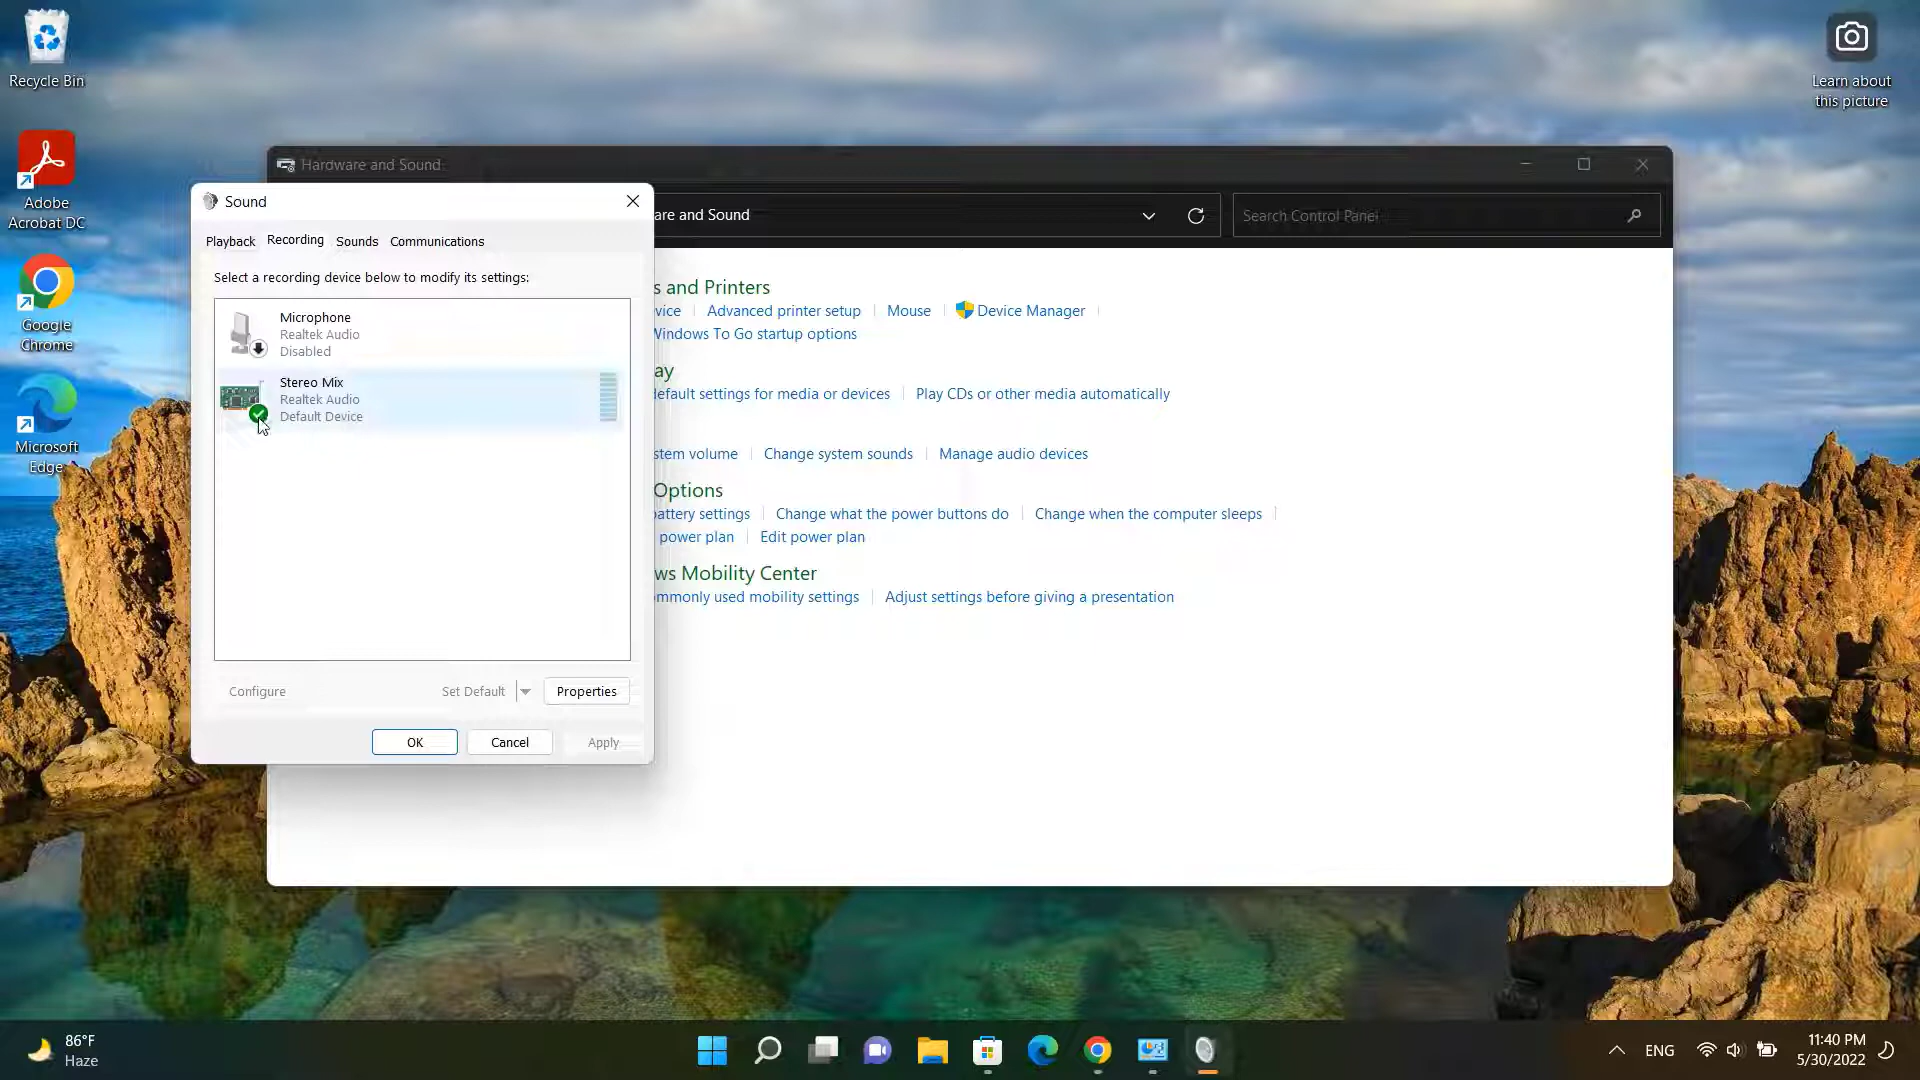 Recycle Bin
Adobe
Acrobat DC
Google
Chrome
Microsoft
Edge
Learn about
this picture
Hardware and Sound
are and Sound
Search Control Panel
Sound
Playback
Recording
Sounds
Communications
Select a recording device below to modify its settings:
Microphone
Realtek Audio
Disabled
Stereo Mix
Realtek Audio
Default Device
Configure
Set Default
Properties
OK
Cancel
Apply
s and Printers
vice Advanced printer setup Mouse Device Manager
Windows To Go startup options
ay
default settings for media or devices Play CDs or other media automatically
stem volume Change system sounds Manage audio devices
Options
battery settings Change what the power buttons do Change when the computer sleeps
power plan Edit power plan
ws Mobility Center
ommonly used mobility settings Adjust settings before giving a presentation
86°F
Haze
ENG
11:40 PM
5/30/2022